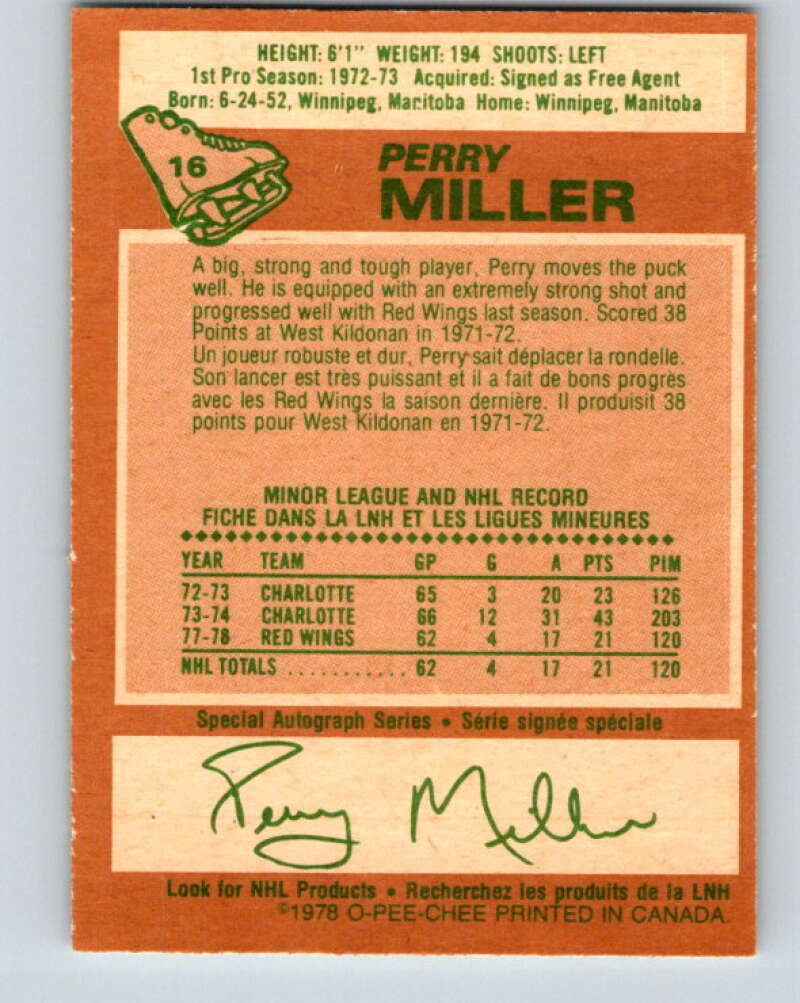 HEIGHT: 6'1" WEIGHT: 194 SHOOTS: LEFT
1st Pro Season: 1972-73 Acquired: Signed as Free Agent
Born: 6-24-52, Winnipeg, Manitoba Home: Winnipeg, Manitoba
16
PERRY
MILLER
A big, strong and tough player, Perry moves the puck
well. He is equipped with an extremely strong shot and
progressed well with Red Wings last season. Scored 38
Points at West Kildonan in 1971-72.
Un joueur robuste et dur, Perry sait déplacer la rondelle.
Son lancer est très puissant et il a fait de bons progrès
avec les Red Wings la saison dernière. Il produisit 38
points pour West Kildonan en 1971-72.
MINOR LEAGUE AND NHL RECORD
FICHE DANS LA LNH ET LES LIGUES MINEURES
YEAR TEAM GP G A PTS PIM
72-73 CHARLOTTE 65 3 20 23 126
73-74 CHARLOTTE 66 12 31 43 203
77-78 RED WINGS 62 4 17 21 120
NHL TOTALS ........... 62 4 17 21 120
Special Autograph Series • Série signée spéciale
Perry Miller
Look for NHL Products • Recherchez les produits de la LNH
©1978 O-PEE-CHEE PRINTED IN CANADA.